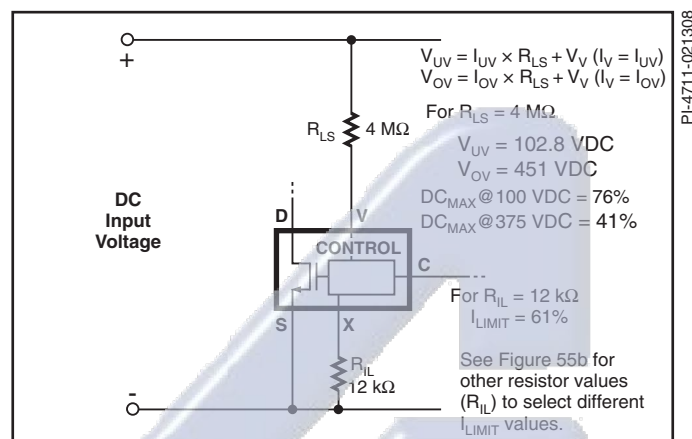 PI-4711-021308
+
V_UV = I_UV × R_LS + V_V (I_V = I_UV)
V_OV = I_OV × R_LS + V_V (I_V = I_OV)
For R_LS = 4 MΩ
R_LS 4 MΩ
V_UV = 102.8 VDC
V_OV = 451 VDC
DC_MAX @ 100 VDC = 76%
DC_MAX @ 375 VDC = 41%
DC
Input
Voltage
D V
CONTROL
C
S X
For R_IL = 12 kΩ
I_LIMIT = 61%
R_IL
12 kΩ
See Figure 55b for
other resistor values
(R_IL) to select different
I_LIMIT values.
-